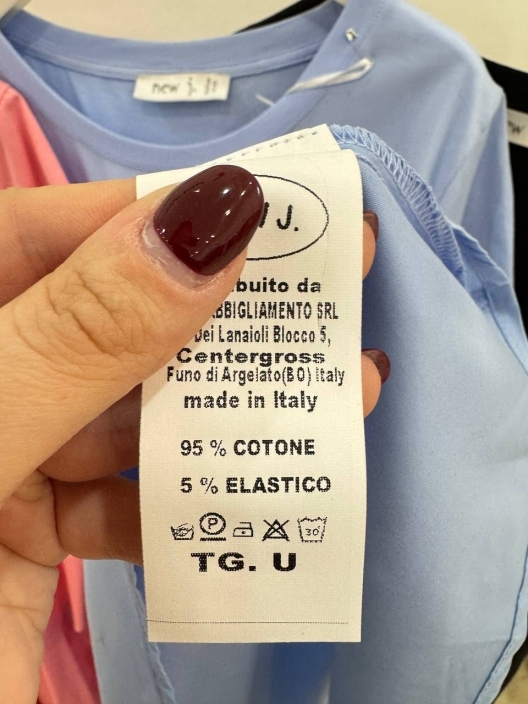 new
J.
buito da
BBIGLIAMENTO SRL
Dei Lanaioli Blocco 5,
Centergross
Funo di Argelato(BO) Italy
made in Italy
95 % COTONE
5 % ELASTICO
P
30°
TG. U